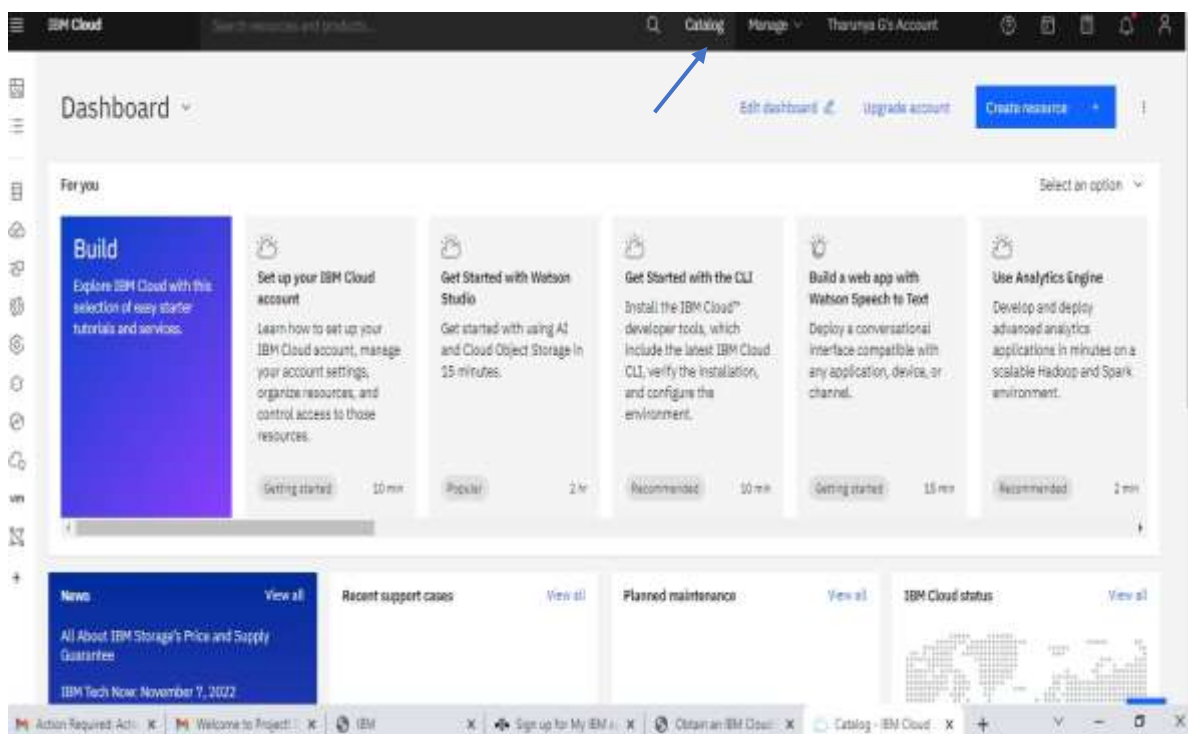 IBM Cloud
Search resources and products...
Catalog
Manage
Tharunya G's Account
Dashboard
Edit dashboard
Upgrade account
Create resource +
For you
Select an option
Build
Explore IBM Cloud with this
selection of easy starter
tutorials and services.
Set up your IBM Cloud
account
Learn how to set up your
IBM Cloud account, manage
your account settings,
organize resources, and
control access to those
resources.
Getting started
10 min
Get Started with Watson
Studio
Get started with using AI
and Cloud Object Storage in
15 minutes.
Popular
2 hr
Get Started with the CLI
Install the IBM Cloud™
developer tools, which
include the latest IBM Cloud
CLI, verify the installation,
and configure the
environment.
Recommended
10 min
Build a web app with
Watson Speech to Text
Deploy a conversational
interface compatible with
any application, device, or
channel.
Getting started
15 min
Use Analytics Engine
Develop and deploy
advanced analytics
applications in minutes on a
scalable Hadoop and Spark
environment.
Recommended
2 min
News
View all
All About IBM Storage's Price and Supply
Guarantee
IBM Tech Now: November 7, 2022
Recent support cases
View all
Planned maintenance
View all
IBM Cloud status
View all
Action Required: Acti
Welcome to Project!
IBM
Sign up for My IBM
Obtain an IBM Cloud
Catalog - IBM Cloud